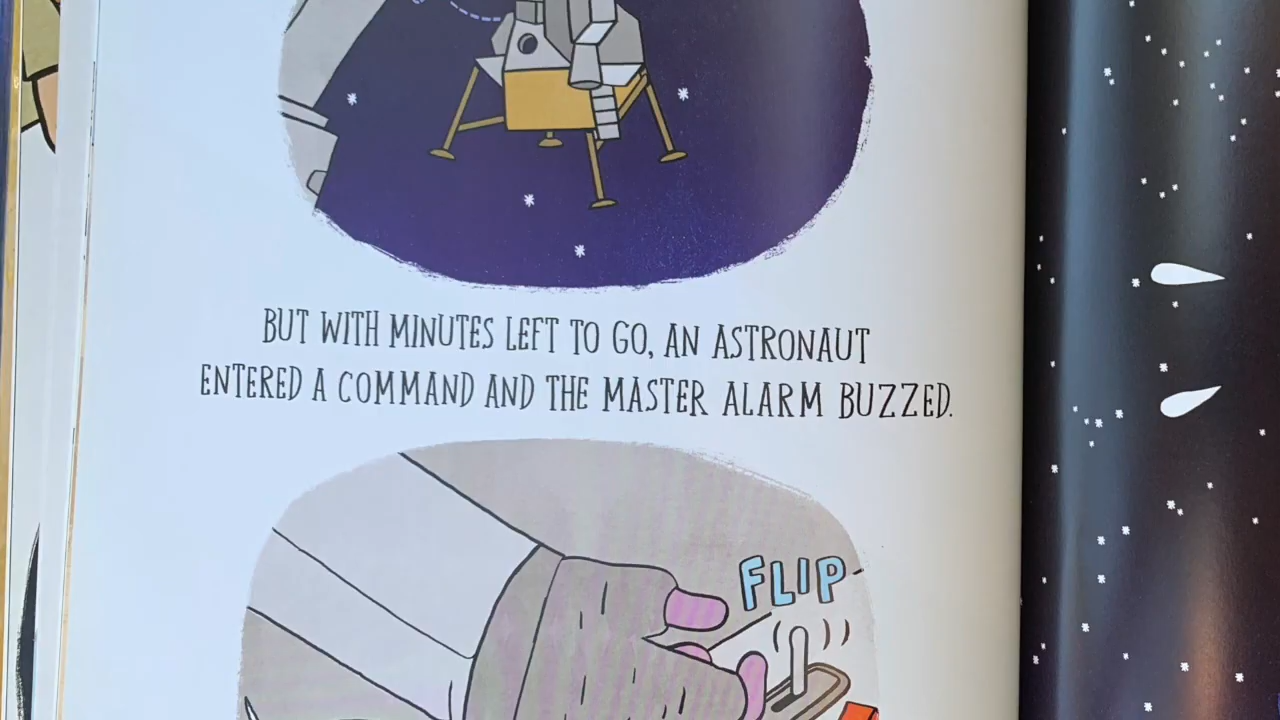 BUT WITH MINUTES LEFT TO GO, AN ASTRONAUT
ENTERED A COMMAND AND THE MASTER ALARM BUZZED.
FLIP